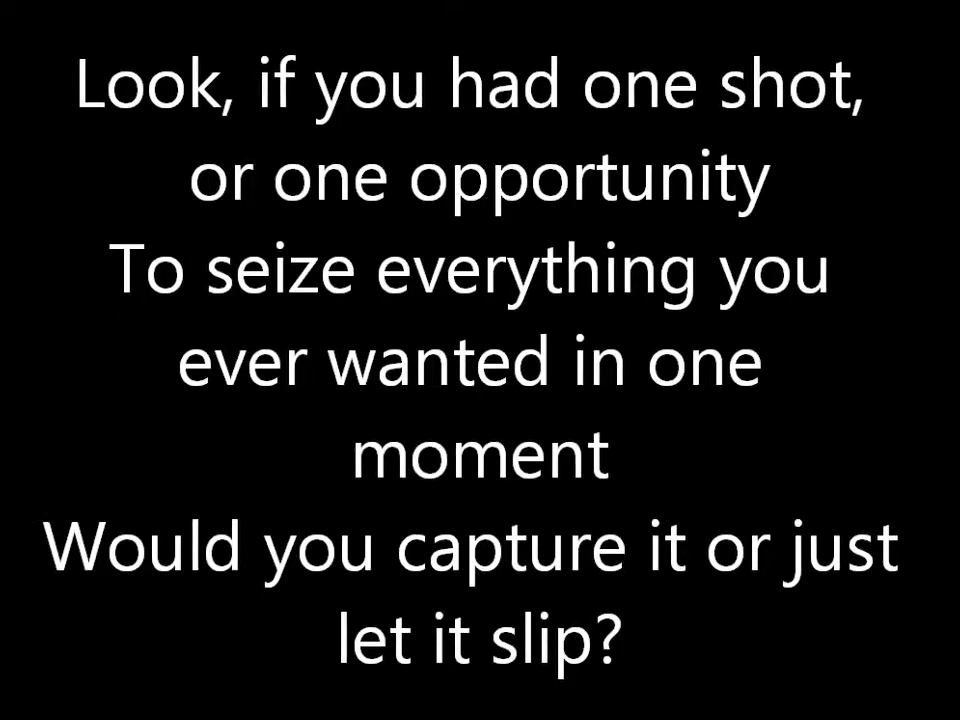 Look, if you had one shot,
or one opportunity
To seize everything you
ever wanted in one
moment
Would you capture it or just
let it slip?